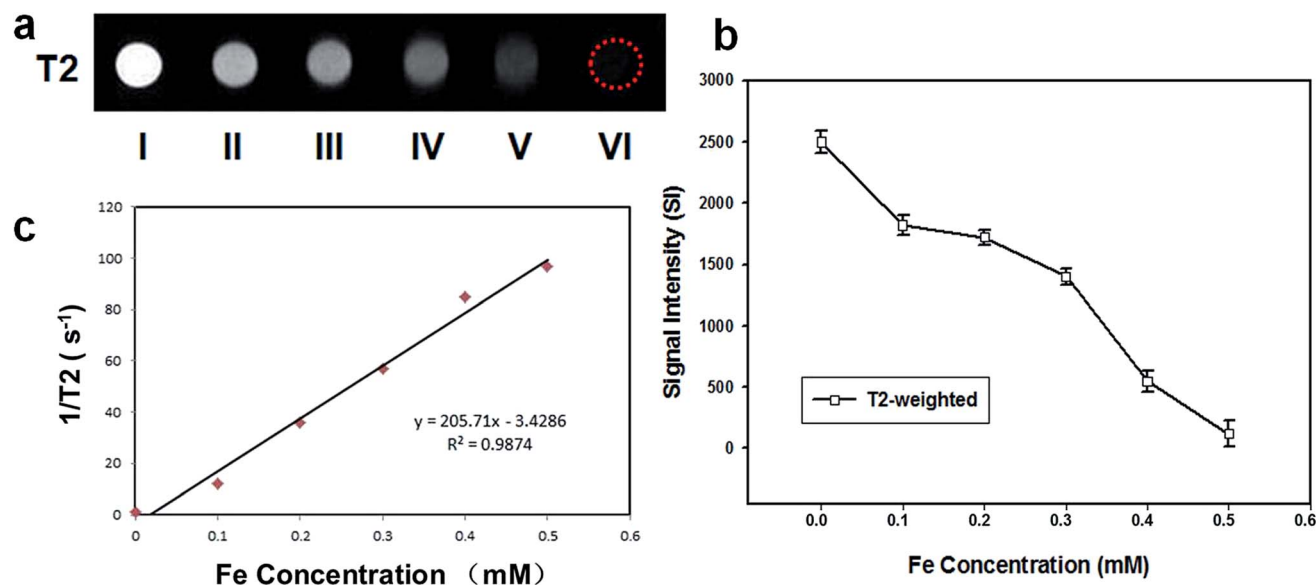 a
T2
I II III IV V VI
b
3000
2500
2000
1500
1000
500
0
Signal Intensity (SI)
T2-weighted
0.0 0.1 0.2 0.3 0.4 0.5 0.6
Fe Concentration (mM)
c
120
100
80
60
40
20
0
1/T2 ( s⁻¹)
y = 205.71x - 3.4286
R² = 0.9874
0 0.1 0.2 0.3 0.4 0.5 0.6
Fe Concentration （mM）